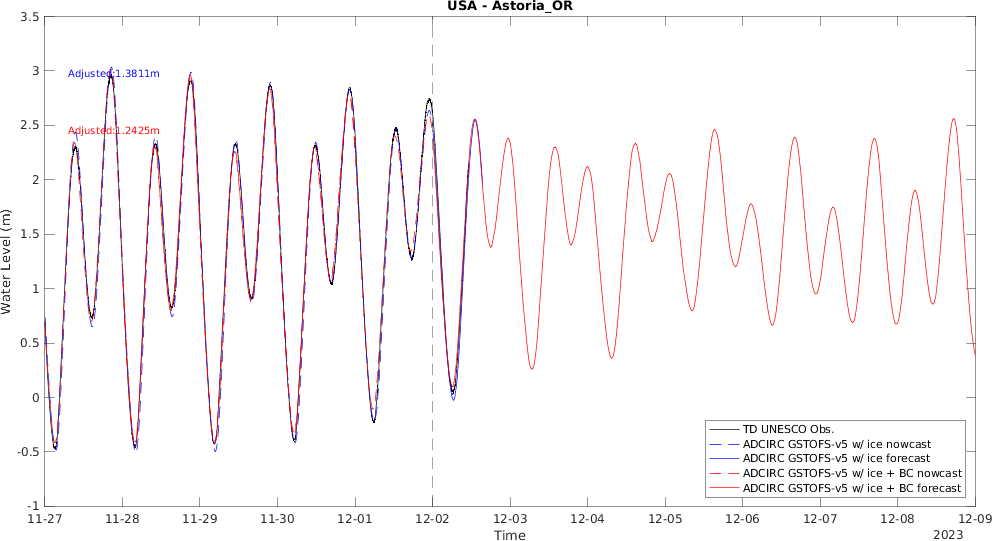 USA - Astoria_OR
3.5
3
2.5
2
1.5
1
0.5
0
-0.5
-1
Water Level (m)
Adjusted:1.3811m
Adjusted:1.2425m
TD UNESCO Obs.
ADCIRC GSTOFS-v5 w/ ice nowcast
ADCIRC GSTOFS-v5 w/ ice forecast
ADCIRC GSTOFS-v5 w/ ice + BC nowcast
ADCIRC GSTOFS-v5 w/ ice + BC forecast
11-27 11-28 11-29 11-30 12-01 12-02 12-03 12-04 12-05 12-06 12-07 12-08 12-09
Time
2023